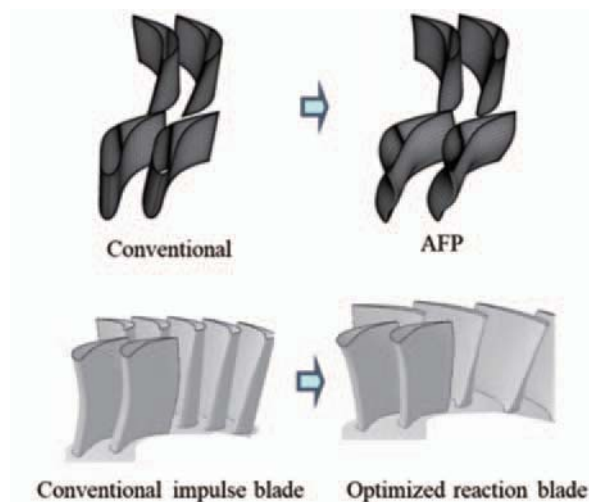 Conventional
AFP
Conventional impulse blade
Optimized reaction blade